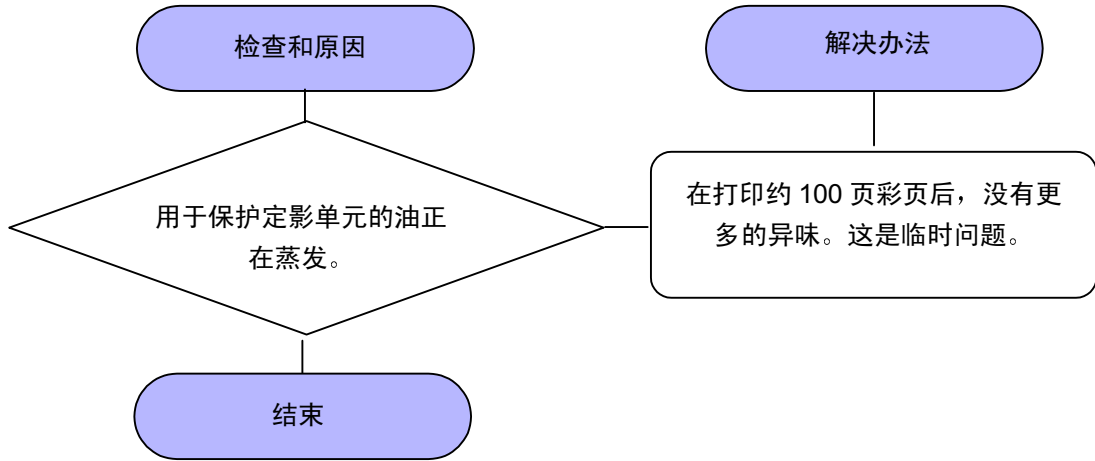 检查和原因
解决办法
用于保护定影单元的油正
在蒸发。
在打印约 100 页彩页后，没有更
多的异味。这是临时问题。
结束